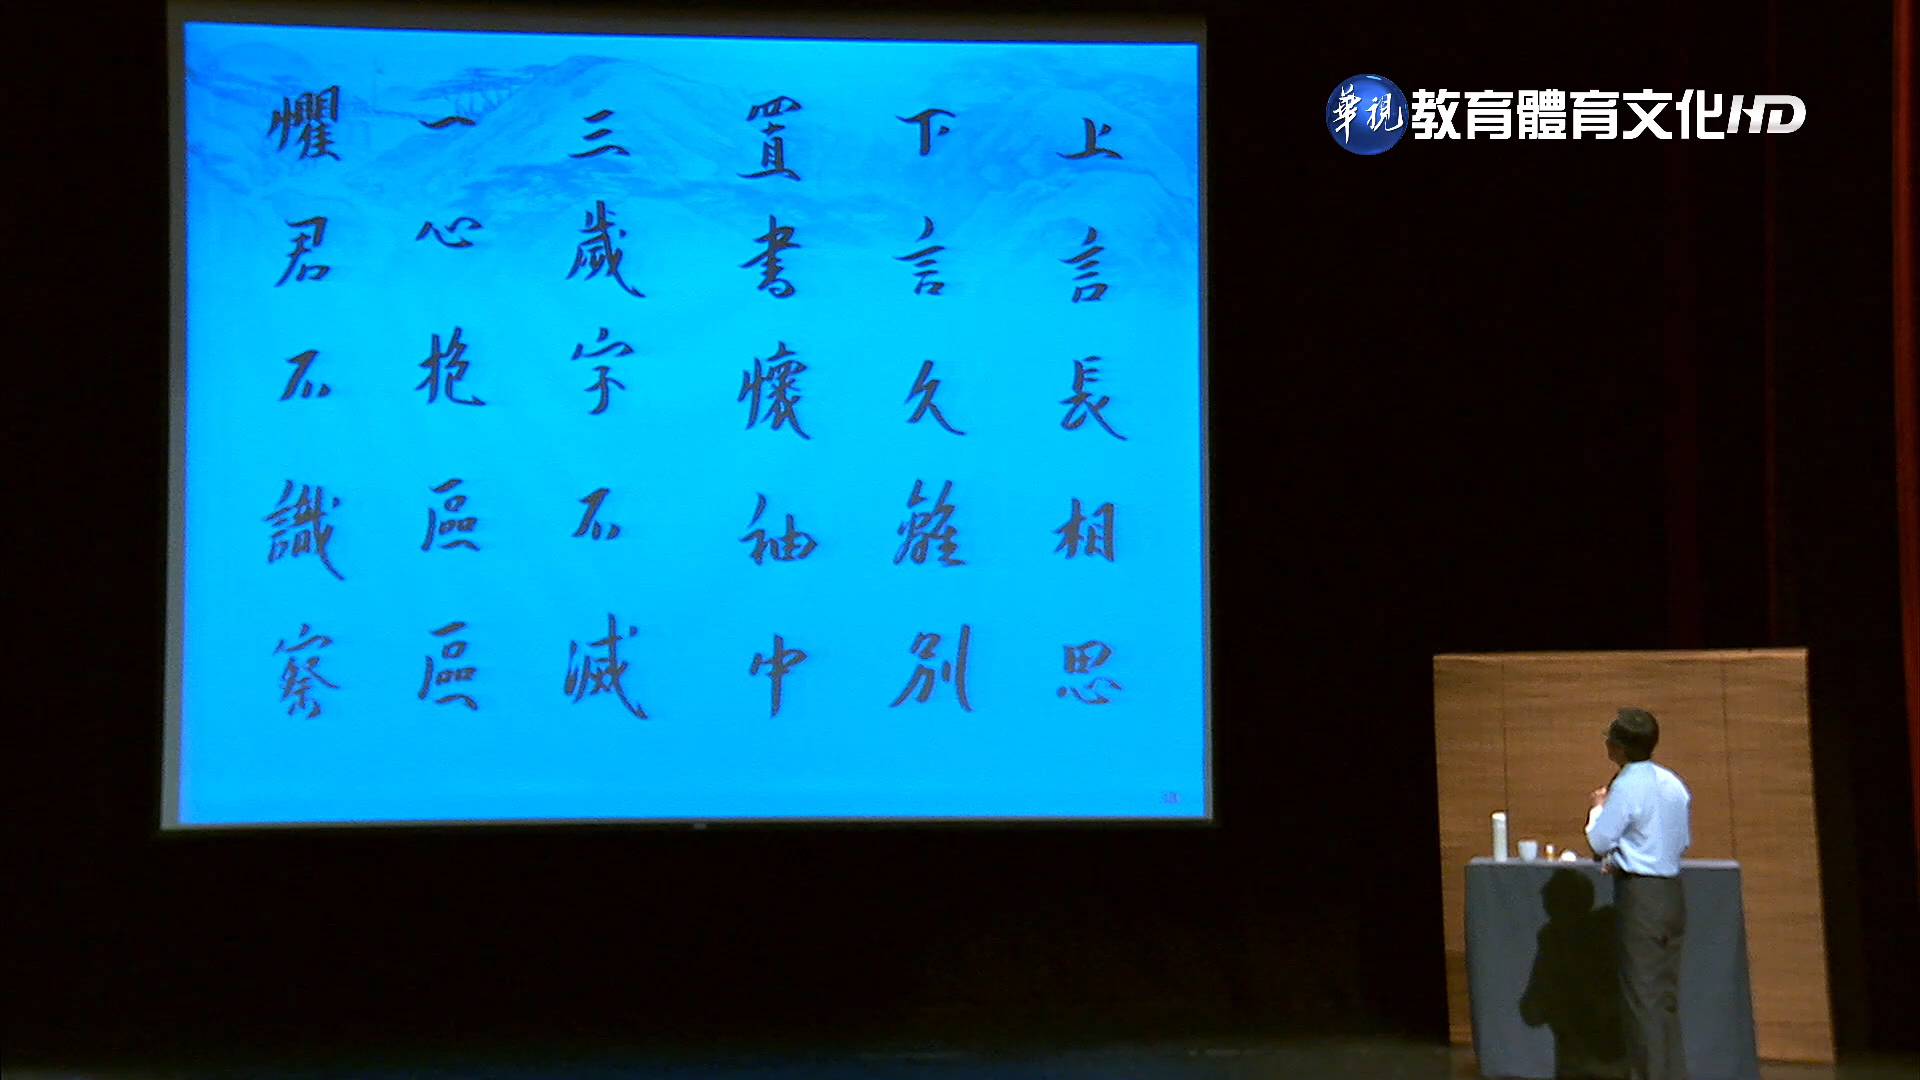 上言長相思
下言久離別
置書懷袖中
三歲字不滅
一心抱區區
懼君不識察
華視教育體育文化HD